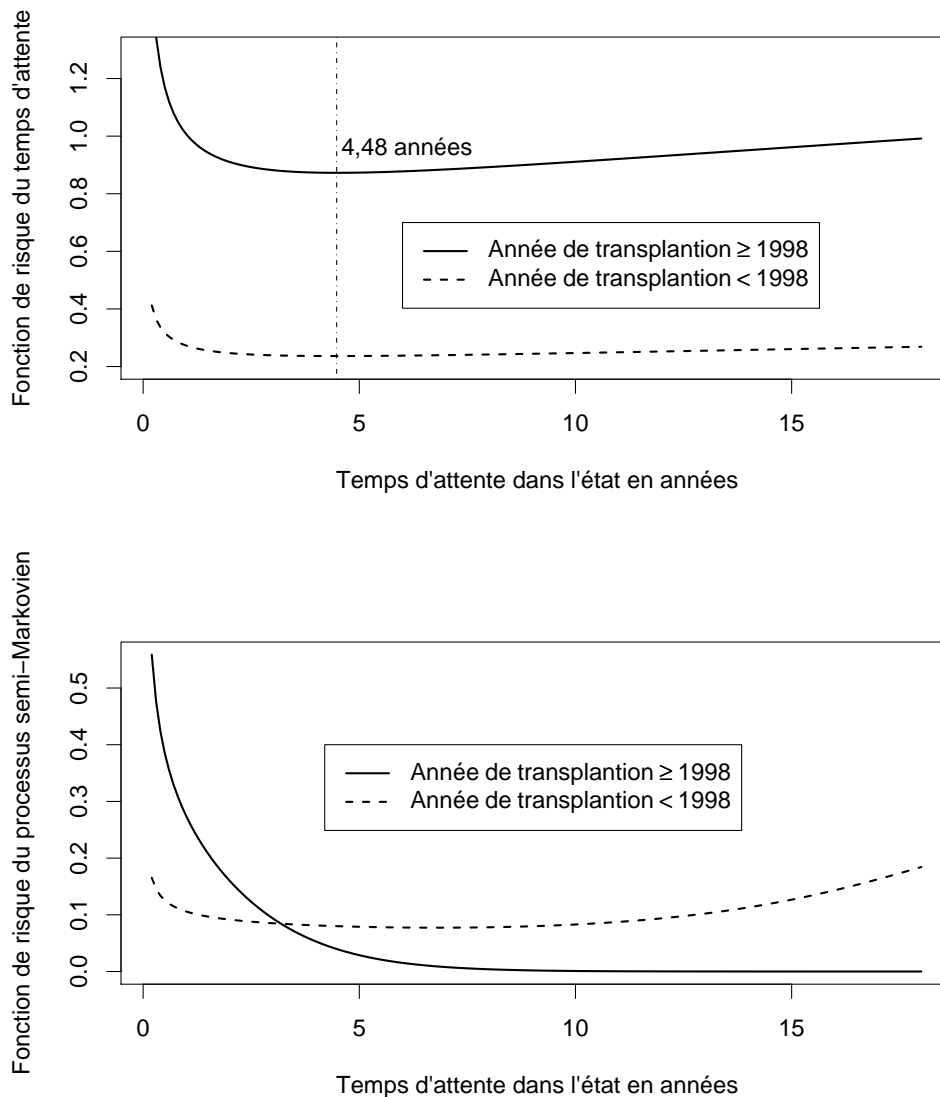 Fonction de risque du temps d'attente
1.2
1.0
0.8
0.6
0.4
0.2
4,48 années
Année de transplantion ≥ 1998
Année de transplantion < 1998
0 5 10 15
Temps d'attente dans l'état en années
Fonction de risque du processus semi−Markovien
0.5
0.4
0.3
0.2
0.1
0.0
Année de transplantion ≥ 1998
Année de transplantion < 1998
0 5 10 15
Temps d'attente dans l'état en années